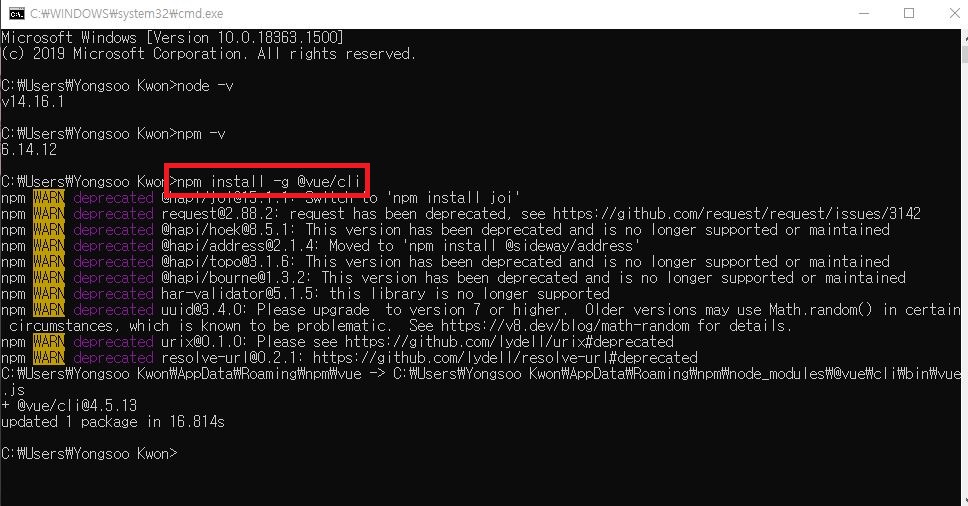 C:₩WINDOWS₩system32₩cmd.exe
Microsoft Windows [Version 10.0.18363.1500]
(c) 2019 Microsoft Corporation. All rights reserved.
C:₩Users₩Yongsoo Kwon>node -v
v14.16.1
C:₩Users₩Yongsoo Kwon>npm -v
6.14.12
C:₩Users₩Yongsoo Kwon>npm install -g @vue/cli
npm WARN deprecated @hapi/joi@15.1.1: Switch to 'npm install joi'
npm WARN deprecated request@2.88.2: request has been deprecated, see https://github.com/request/request/issues/3142
npm WARN deprecated @hapi/hoek@8.5.1: This version has been deprecated and is no longer supported or maintained
npm WARN deprecated @hapi/address@2.1.4: Moved to 'npm install @sideway/address'
npm WARN deprecated @hapi/topo@3.1.6: This version has been deprecated and is no longer supported or maintained
npm WARN deprecated @hapi/bourne@1.3.2: This version has been deprecated and is no longer supported or maintained
npm WARN deprecated har-validator@5.1.5: this library is no longer supported
npm WARN deprecated uuid@3.4.0: Please upgrade  to version 7 or higher.  Older versions may use Math.random() in certain
 circumstances, which is known to be problematic.  See https://v8.dev/blog/math-random for details.
npm WARN deprecated urix@0.1.0: Please see https://github.com/lydell/urix#deprecated
npm WARN deprecated resolve-url@0.2.1: https://github.com/lydell/resolve-url#deprecated
C:₩Users₩Yongsoo Kwon₩AppData₩Roaming₩npm₩vue -> C:₩Users₩Yongsoo Kwon₩AppData₩Roaming₩npm₩node_modules₩@vue₩cli₩bin₩vue
.js
+ @vue/cli@4.5.13
updated 1 package in 16.814s
C:₩Users₩Yongsoo Kwon>